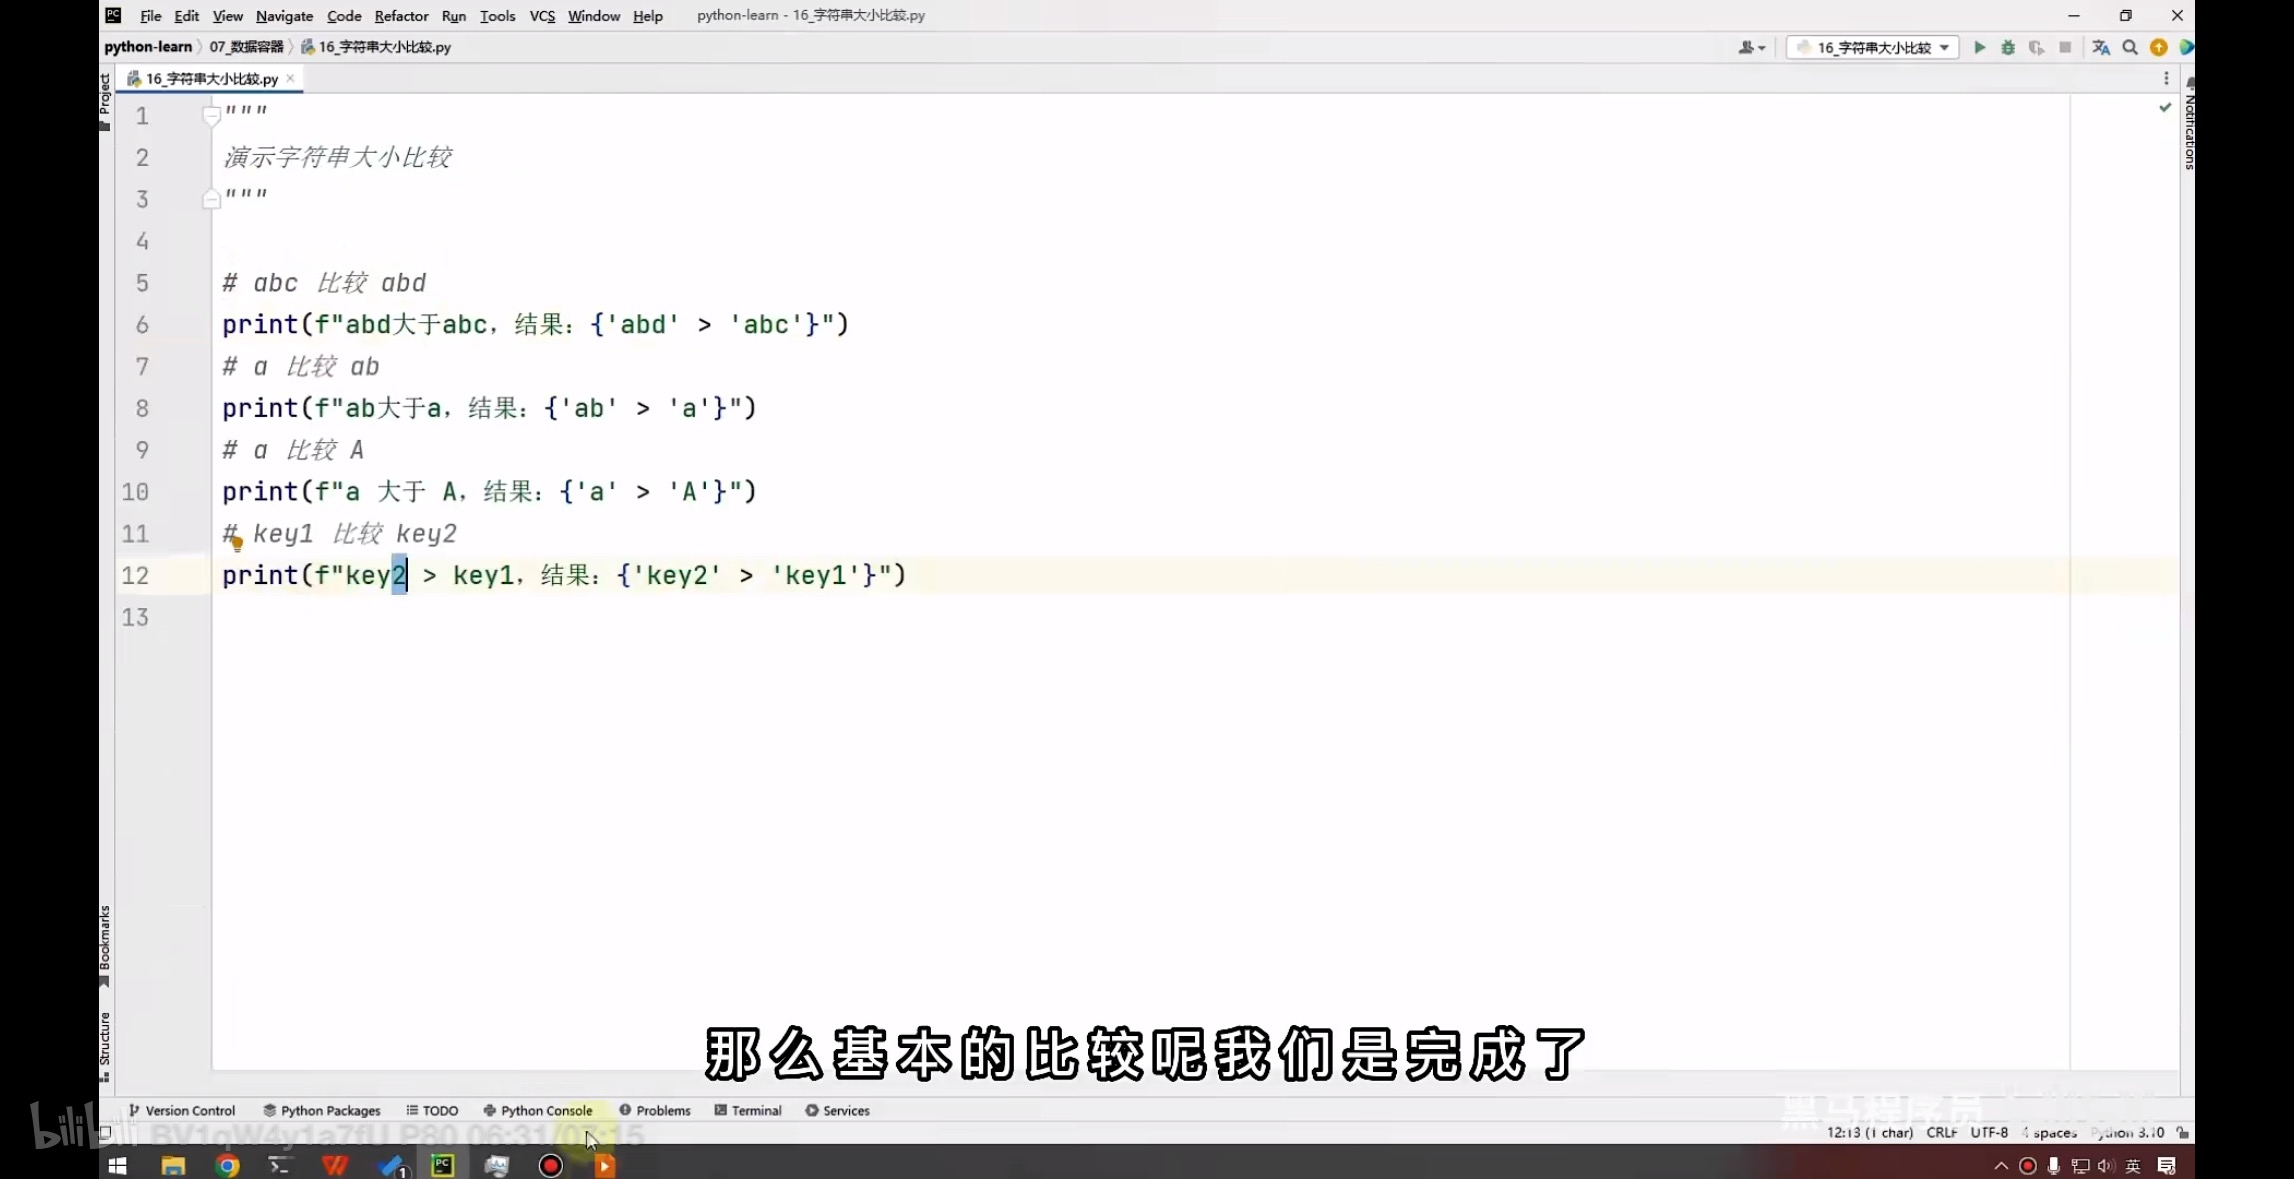 File Edit View Navigate Code Refactor Run Tools VCS Window Help python-learn - 16_字符串大小比较.py
python-learn 07_数据容器 16_字符串大小比较.py 16_字符串大小比较
16_字符串大小比较.py
Project
Notifications
1 """
2 演示字符串大小比较
3 """
4
5 # abc 比较 abd
6 print(f"abd大于abc，结果：{'abd' > 'abc'}")
7 # a 比较 ab
8 print(f"ab大于a，结果：{'ab' > 'a'}")
9 # a 比较 A
10 print(f"a 大于 A，结果：{'a' > 'A'}")
11 # key1 比较 key2
12 print(f"key2 > key1，结果：{'key2' > 'key1'}")
13
Bookmarks
Structure
那么基本的比较呢我们是完成了
Version Control Python Packages TODO Python Console Problems Terminal Services
黑马程序员
bilibili BV1qW4y1a7fU P80 06:31/07:15
12:13 (1 char) CRLF UTF-8 4 spaces Python 3.10
英